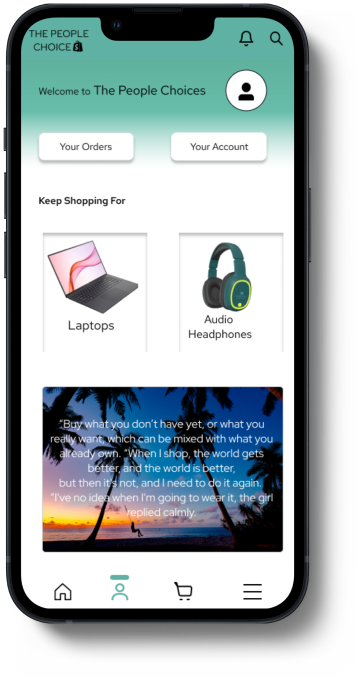 THE PEOPLE
CHOICE
Welcome to The People Choices
Your Orders
Your Account
Keep Shopping For
Laptops
Audio
Headphones
“Buy what you don’t have yet, or what you
really want, which can be mixed with what you
already own. “When I shop, the world gets
better, and the world is better,
but then it's not, and I need to do it again.
“I've no idea when I'm going to wear it, the girl
replied calmly.